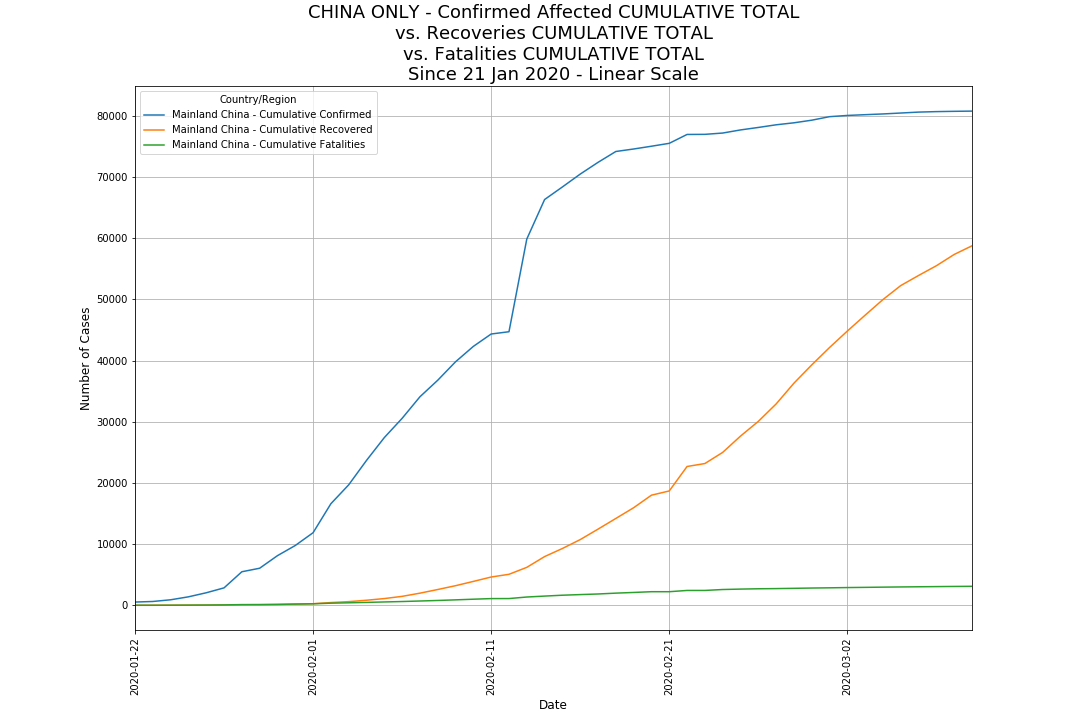 CHINA ONLY - Confirmed Affected CUMULATIVE TOTAL
vs. Recoveries CUMULATIVE TOTAL
vs. Fatalities CUMULATIVE TOTAL
Since 21 Jan 2020 - Linear Scale
Country/Region
Mainland China - Cumulative Confirmed
Mainland China - Cumulative Recovered
Mainland China - Cumulative Fatalities
Number of Cases
80000
70000
60000
50000
40000
30000
20000
10000
0
2020-01-22
2020-02-01
2020-02-11
2020-02-21
2020-03-02
Date